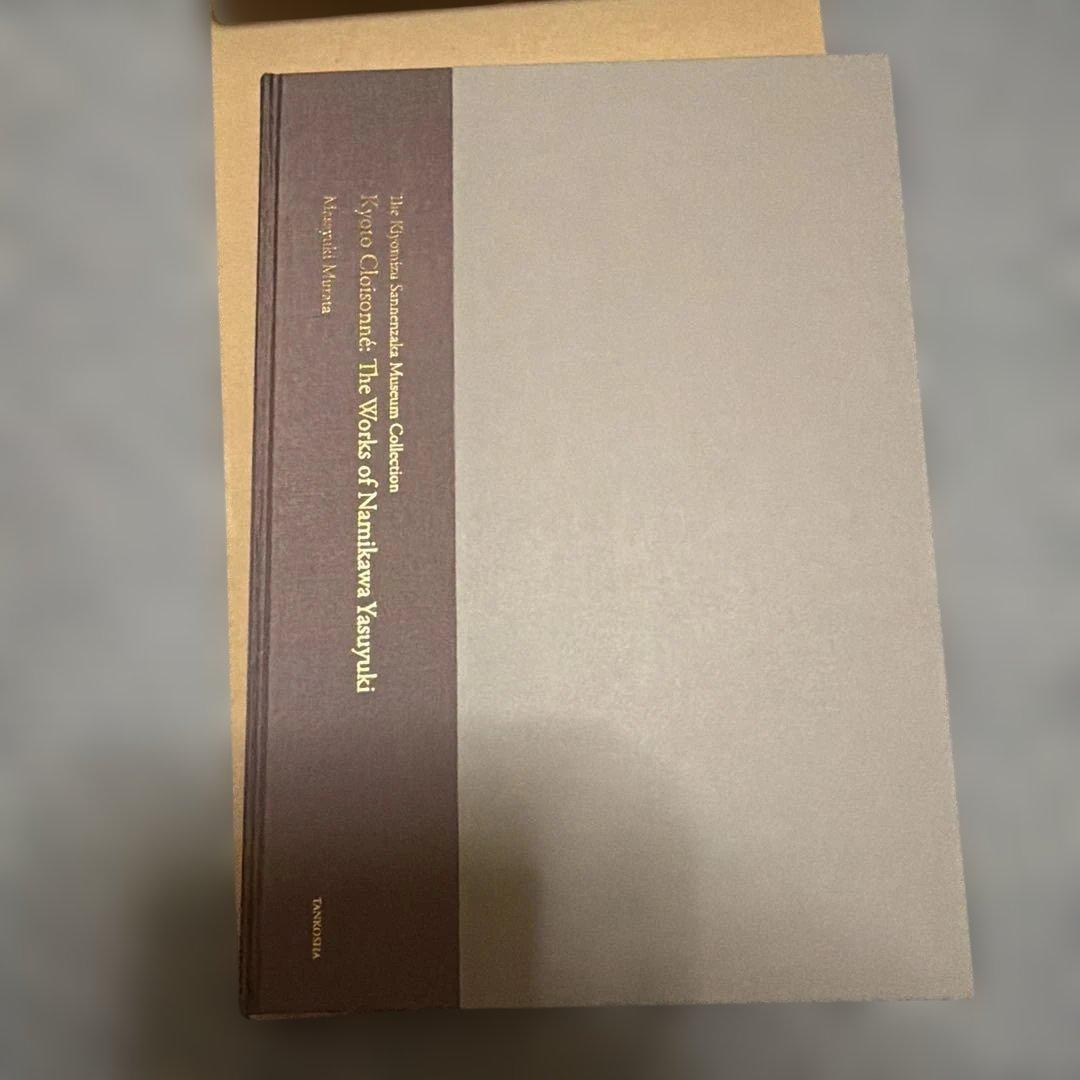 The Kiyomizu Sannenzaka Museum Collection
Kyoto Cloisonné: The Works of Namikawa Yasuyuki
Masayuki Murata
TANKOSHA